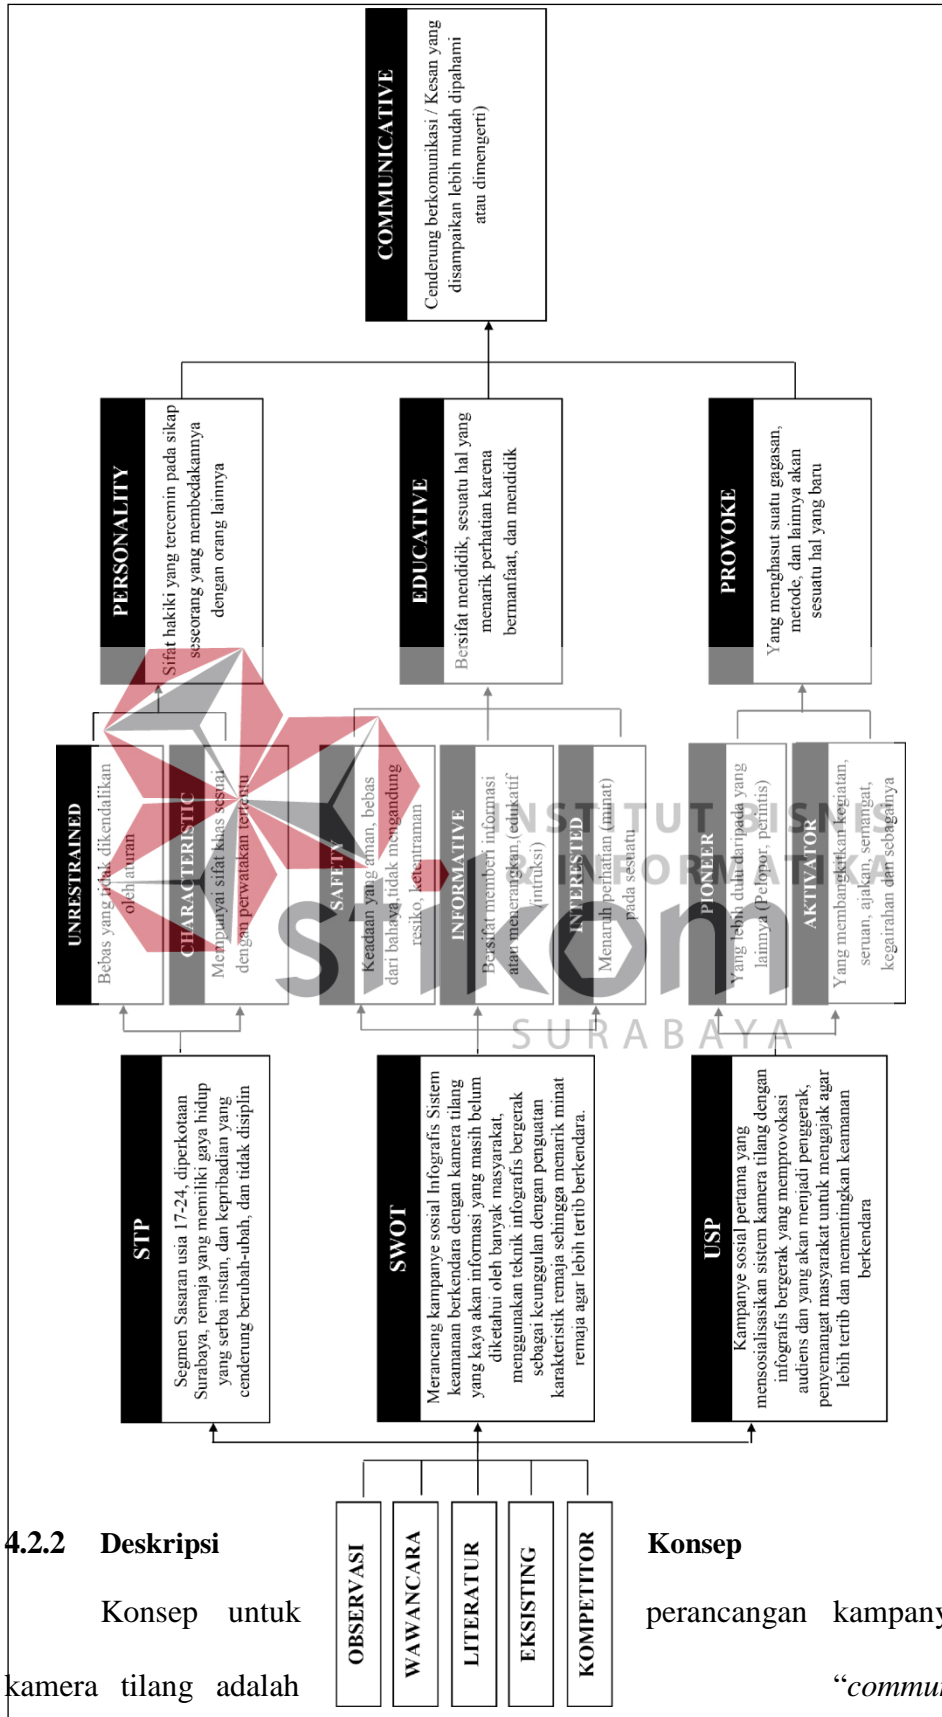 OBSERVASI
WAWANCARA
LITERATUR
EKSISTING
KOMPETITOR
STP
Segmen Sasaran usia 17-24, diperkotaan
Surabaya, remaja yang memiliki gaya hidup
yang serba instan, dan kepribadian yang
cenderung berubah-ubah, dan tidak disiplin
SWOT
Merancang kampanye sosial Infografis Sistem
keamanan berkendara dengan kamera tilang
yang kaya akan informasi yang masih belum
diketahui oleh banyak masyarakat,
menggunakan teknik infografis bergerak
sebagai keunggulan dengan penguatan
karakteristik remaja sehingga menarik minat
remaja agar lebih tertib berkendara.
USP
Kampanye sosial pertama yang
mensosialisasikan sistem kamera tilang dengan
infografis bergerak yang memprovokasi
audiens dan yang akan menjadi penggerak,
penyemangat masyarakat untuk mengajak agar
lebih tertib dan mementingkan keamanan
berkendara
UNRESTRAINED
Bebas yang tidak dikendalikan
oleh aturan
CHARACTERISTIC
Mempunyai sifat khas sesuai
dengan perwatakan tertentu
SAFETY
Keadaan yang aman, bebas
dari bahaya, tidak mengandung
resiko, ketentraman
INFORMATIVE
Bersifat memberi informasi
atau menerangkan,(edukatif
(intruksi)
INTERESTED
Menaruh perhatian (minat)
pada sesuatu
PIONEER
Yang lebih dulu daripada yang
lainnya (Pelopor, perintis)
AKTIVATOR
Yang membangkitkan kegiatan,
seruan, ajakan, semangat,
kegairahan dan sebagainya
PERSONALITY
Sifat hakiki yang tercemin pada sikap
seseorang yang membedakannya
dengan orang lainnya
EDUCATIVE
Bersifat mendidik, sesuatu hal yang
menarik perhatian karena
bermanfaat, dan mendidik
PROVOKE
Yang menghasut suatu gagasan,
metode, dan lainnya akan
sesuatu hal yang baru
COMMUNICATIVE
Cenderung berkomunikasi / Kesan yang
disampaikan lebih mudah dipahami
atau dimengerti)
INSTITUT BISNIS
& INFORMATIKA
stikom
SURABAYA
4.2.2 Deskripsi Konsep
Konsep untuk perancangan kampany
kamera tilang adalah “commu